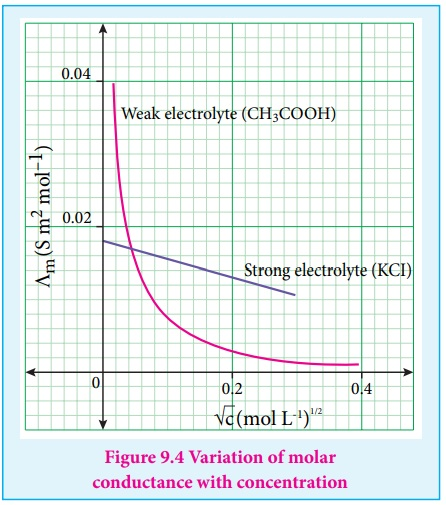 0.04
Weak electrolyte (CH₃COOH)
Λm(S m² mol⁻¹)
0.02
Strong electrolyte (KCI)
0
0.2
0.4
√c(mol L⁻¹)¹/²
Figure 9.4 Variation of molar
conductance with concentration